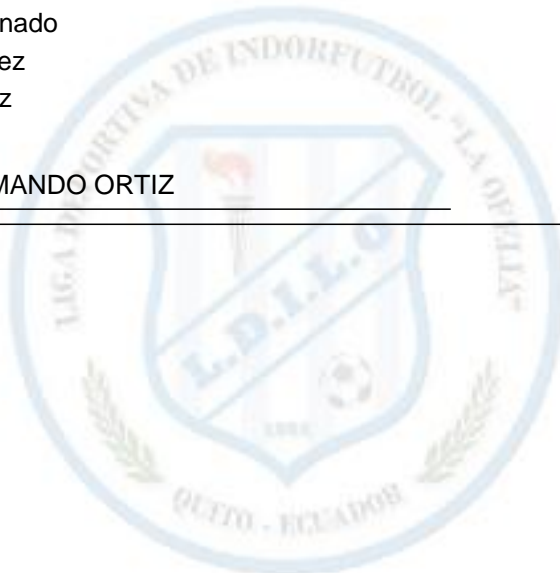 nado
ez
z
MANDO ORTIZ
LIGA DEPORTIVA DE INDORFUTBOL "LA OFELIA"
L.D.I.L.O
QUITO - ECUADOR